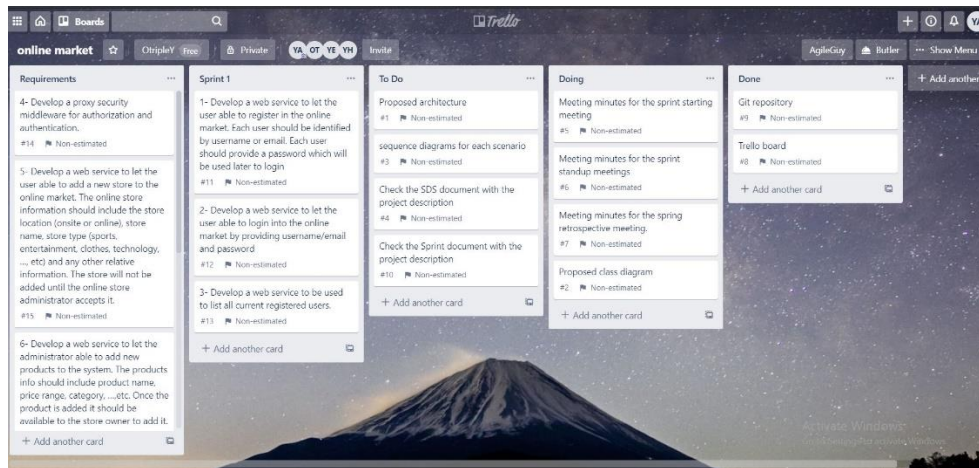 Boards
Trello
YA
online market
OtripleY Free
Private
YA OT YE YH
Invite
AgileGuy
Butler
... Show Menu
Requirements
4- Develop a proxy security
middleware for authorization and
authentication.
#14 Non-estimated
5- Develop a web service to let the
user able to add a new store to the
online market. The online store
information should include the store
location (onsite or online), store
name, store type (sports,
entertainment, clothes, technology,
..., etc) and any other relative
information. The store will not be
added until the online store
administrator accepts it.
#15 Non-estimated
6- Develop a web service to let the
administrator able to add new
products to the system. The products
info should include product name,
price range, category, ...,etc. Once the
product is added it should be
available to the store owner to add it.
+ Add another card
Sprint 1
1- Develop a web service to let the
user able to register in the online
market. Each user should be identified
by username or email. Each user
should provide a password which will
be used later to login
#11 Non-estimated
2- Develop a web service to let the
user able to login into the online
market by providing username/email
and password
#12 Non-estimated
3- Develop a web service to be used
to list all current registered users.
#13 Non-estimated
+ Add another card
To Do
Proposed architecture
#1 Non-estimated
sequence diagrams for each scenario
#3 Non-estimated
Check the SDS document with the
project description
#4 Non-estimated
Check the Sprint document with the
project description
#10 Non-estimated
+ Add another card
Doing
Meeting minutes for the sprint starting
meeting
#5 Non-estimated
Meeting minutes for the sprint
standup meetings
#6 Non-estimated
Meeting minutes for the spring
retrospective meeting.
#7 Non-estimated
Proposed class diagram
#2 Non-estimated
+ Add another card
Done
Git repository
#9 Non-estimated
Trello board
#8 Non-estimated
+ Add another card
+ Add another
Activate Windows